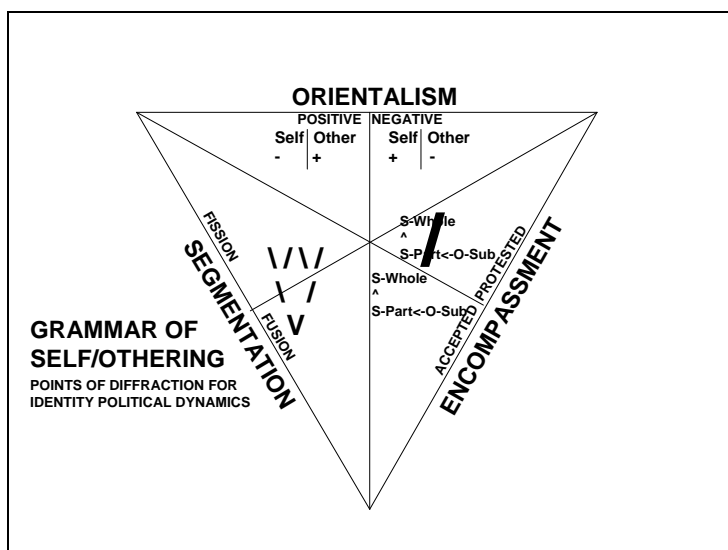 ORIENTALISM
POSITIVE NEGATIVE
Self Other Self Other
- + + -
FISSION
SEGMENTATION
FUSION
\/\/
\ /
V
S-Whole
^
S-Part<-O-Sub
S-Whole
^
S-Part<-O-Sub
PROTESTED
ACCEPTED
ENCOMPASSMENT
GRAMMAR OF
SELF/OTHERING
POINTS OF DIFFRACTION FOR
IDENTITY POLITICAL DYNAMICS